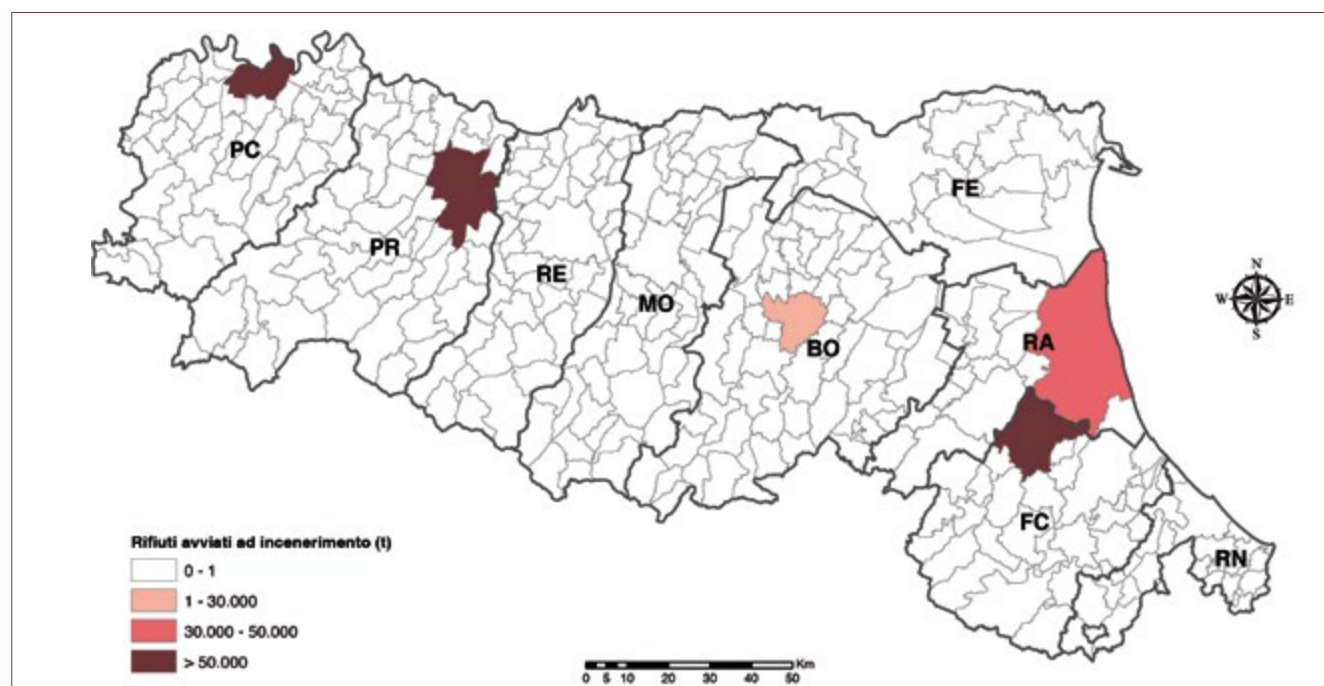 PC
PR
RE
MO
BO
FE
RA
FC
RN
N
W E
S
Rifiuti avviati ad incenerimento (t)
0 - 1
1 - 30.000
30.000 - 50.000
> 50.000
Km
0 5 10 20 30 40 50